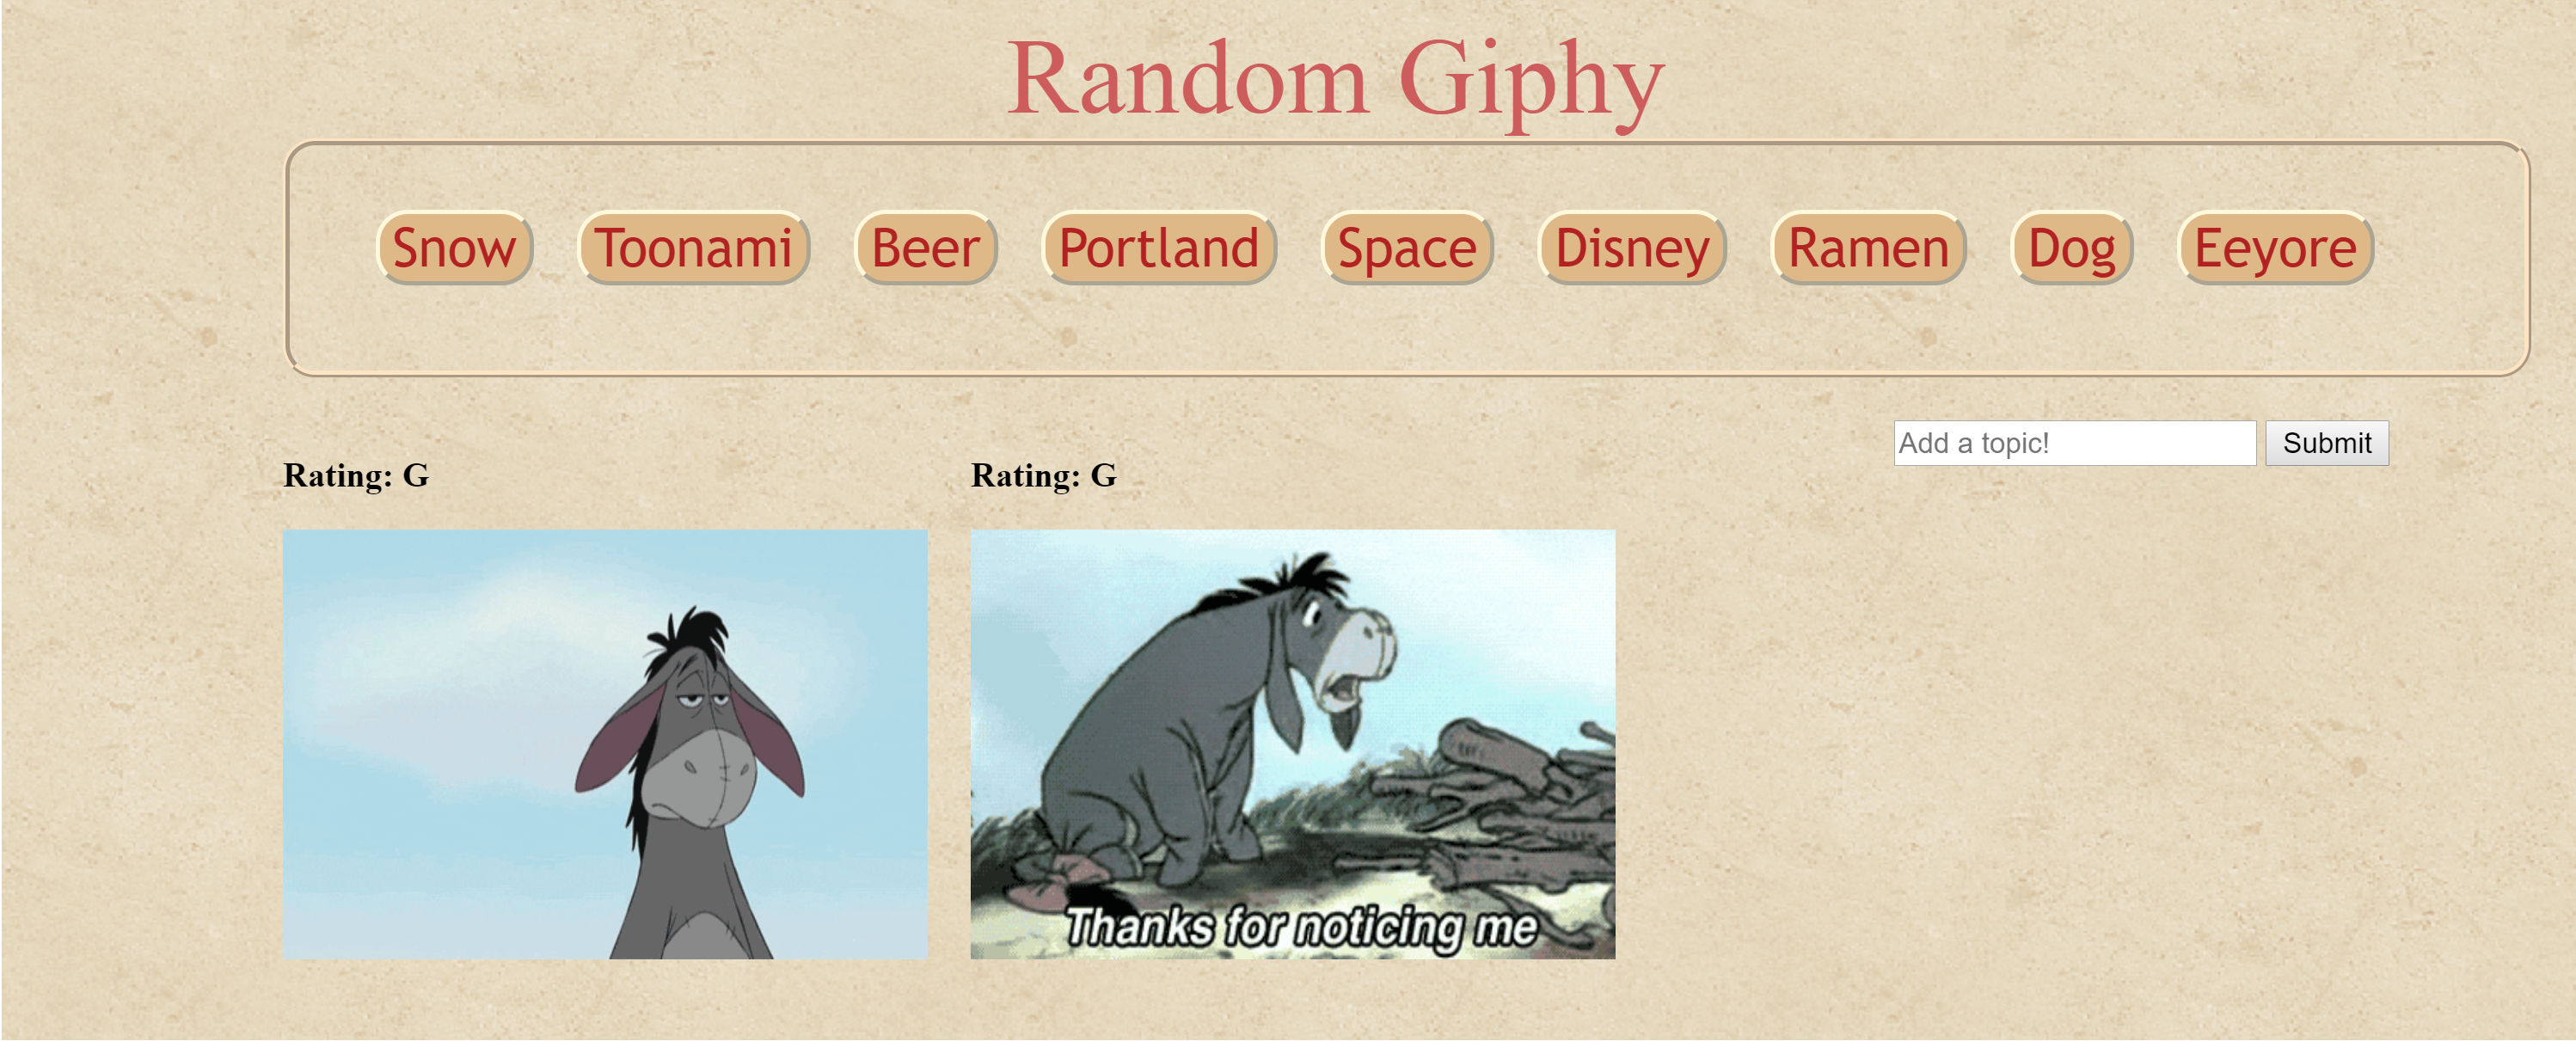 Random Giphy
Snow Toonami Beer Portland Space Disney Ramen Dog Eeyore
Add a topic! Submit
Rating: G Rating: G
Thanks for noticing me